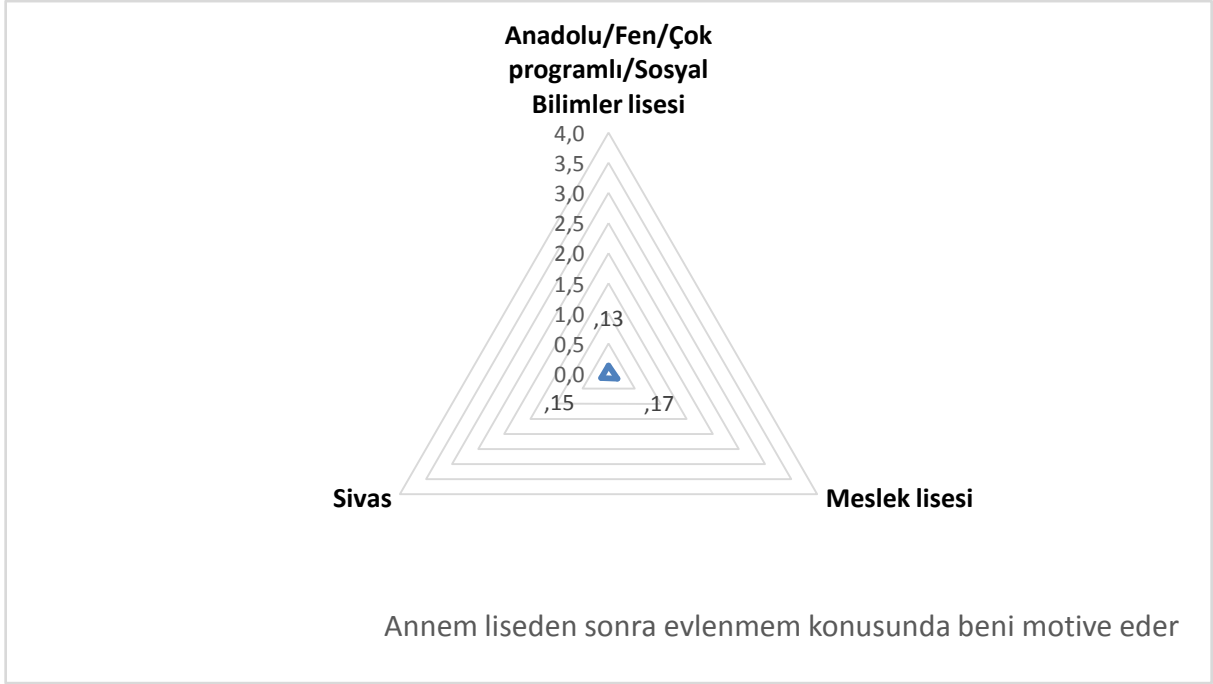 Anadolu/Fen/Çok
programlı/Sosyal
Bilimler lisesi
4,0
3,5
3,0
2,5
2,0
1,5
1,0
,13
0,5
0,0
,15
,17
Sivas
Meslek lisesi
Annem liseden sonra evlenmem konusunda beni motive eder